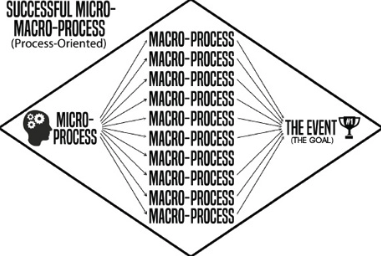 SUCCESSFUL MICRO-
MACRO-PROCESS
(Process-Oriented)
MACRO-PROCESS
MACRO-PROCESS
MACRO-PROCESS
MACRO-PROCESS
MACRO-PROCESS
MACRO-PROCESS
MACRO-PROCESS
MACRO-PROCESS
MACRO-PROCESS
MACRO-PROCESS
MICRO-
PROCESS
THE EVENT
(THE GOAL)
#1